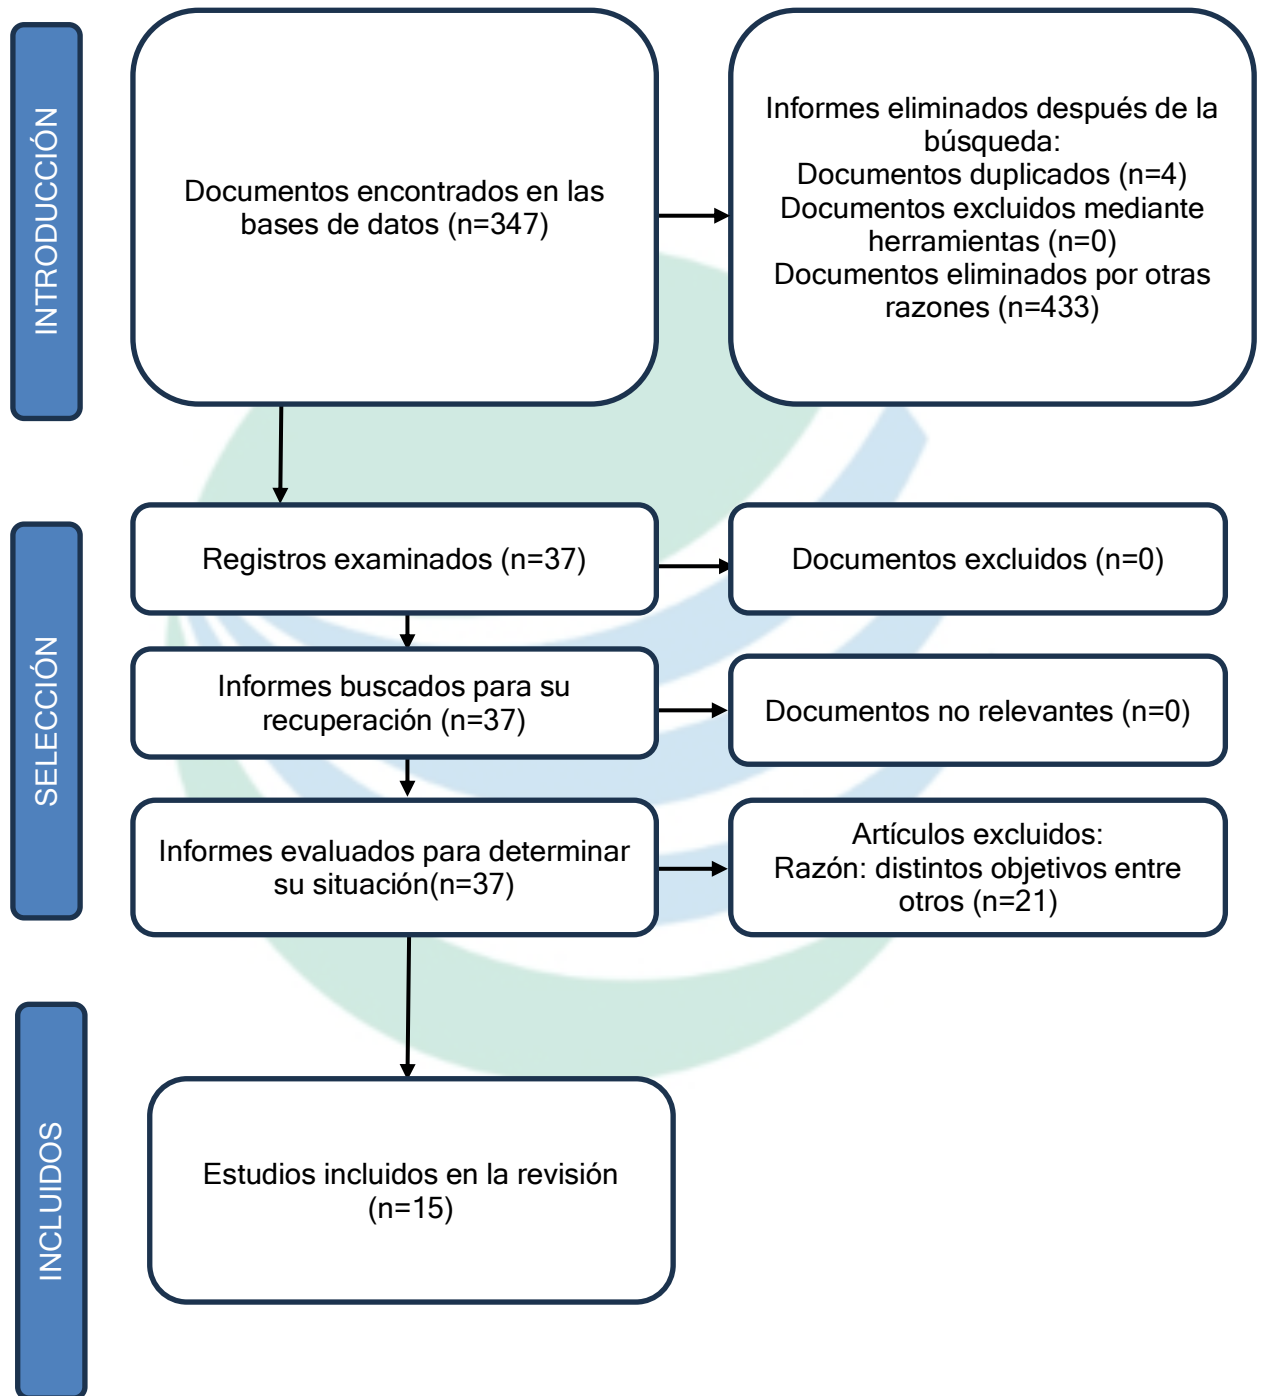 INTRODUCCIÓN
Documentos encontrados en las
bases de datos (n=347)
Informes eliminados después de la
búsqueda:
Documentos duplicados (n=4)
Documentos excluidos mediante
herramientas (n=0)
Documentos eliminados por otras
razones (n=433)
SELECCIÓN
Registros examinados (n=37)
Documentos excluidos (n=0)
Informes buscados para su
recuperación (n=37)
Documentos no relevantes (n=0)
Informes evaluados para determinar
su situación(n=37)
Artículos excluidos:
Razón: distintos objetivos entre
otros (n=21)
INCLUIDOS
Estudios incluidos en la revisión
(n=15)